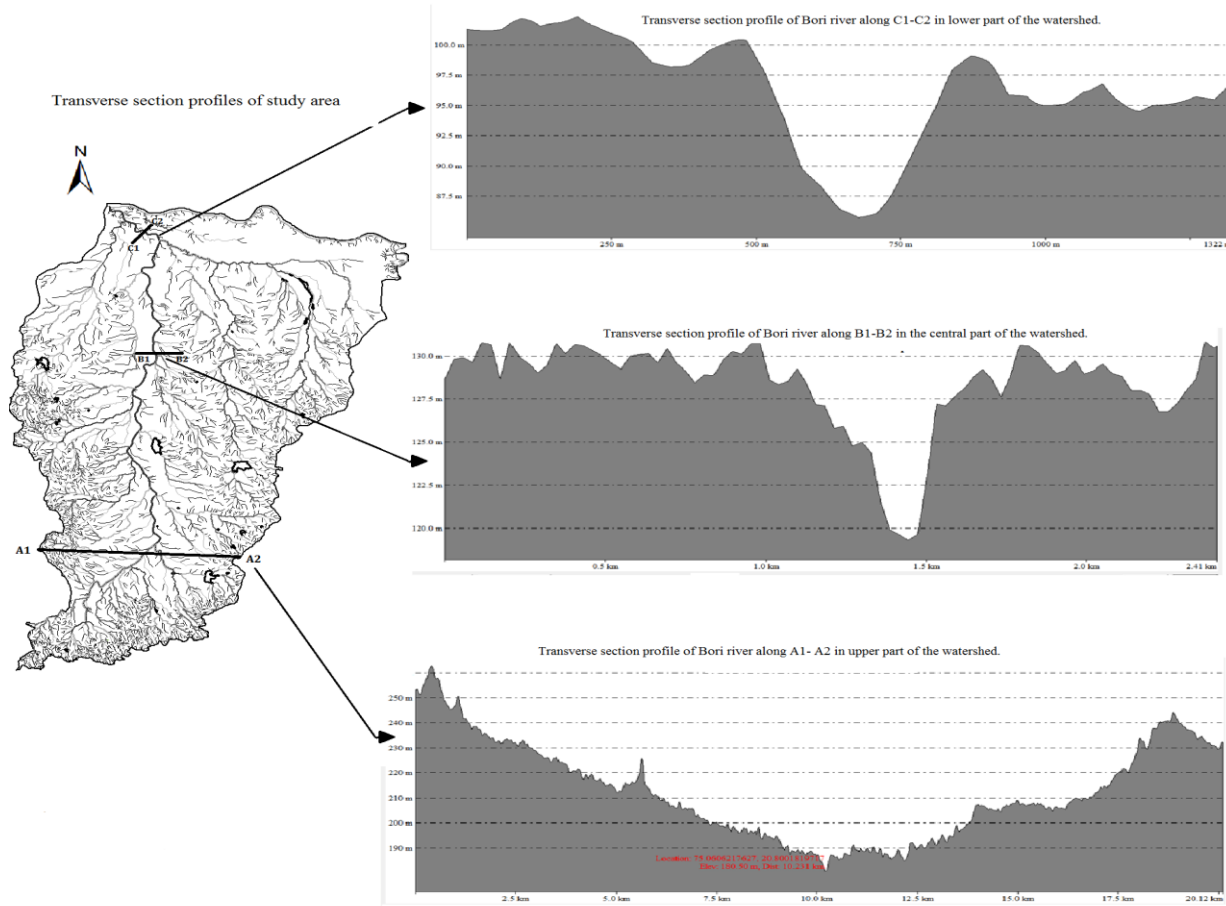 Transverse section profiles of study area
N
C2
C1
B1
B2
A1
A2
Transverse section profile of Bori river along C1-C2 in lower part of the watershed.
100.0 m
97.5 m
95.0 m
92.5 m
90.0 m
87.5 m
250 m
500 m
750 m
1000 m
1322 m
Transverse section profile of Bori river along B1-B2 in the central part of the watershed.
130.0 m
127.5 m
125.0 m
122.5 m
120.0 m
0.5 km
1.0 km
1.5 km
2.0 km
2.41 km
Transverse section profile of Bori river along A1- A2 in upper part of the watershed.
250 m
240 m
230 m
220 m
210 m
200 m
190 m
Location:
Elev: Dist: 10.238 km
2.5 km
5.0 km
7.5 km
10.0 km
12.5 km
15.0 km
17.5 km
20.12 km